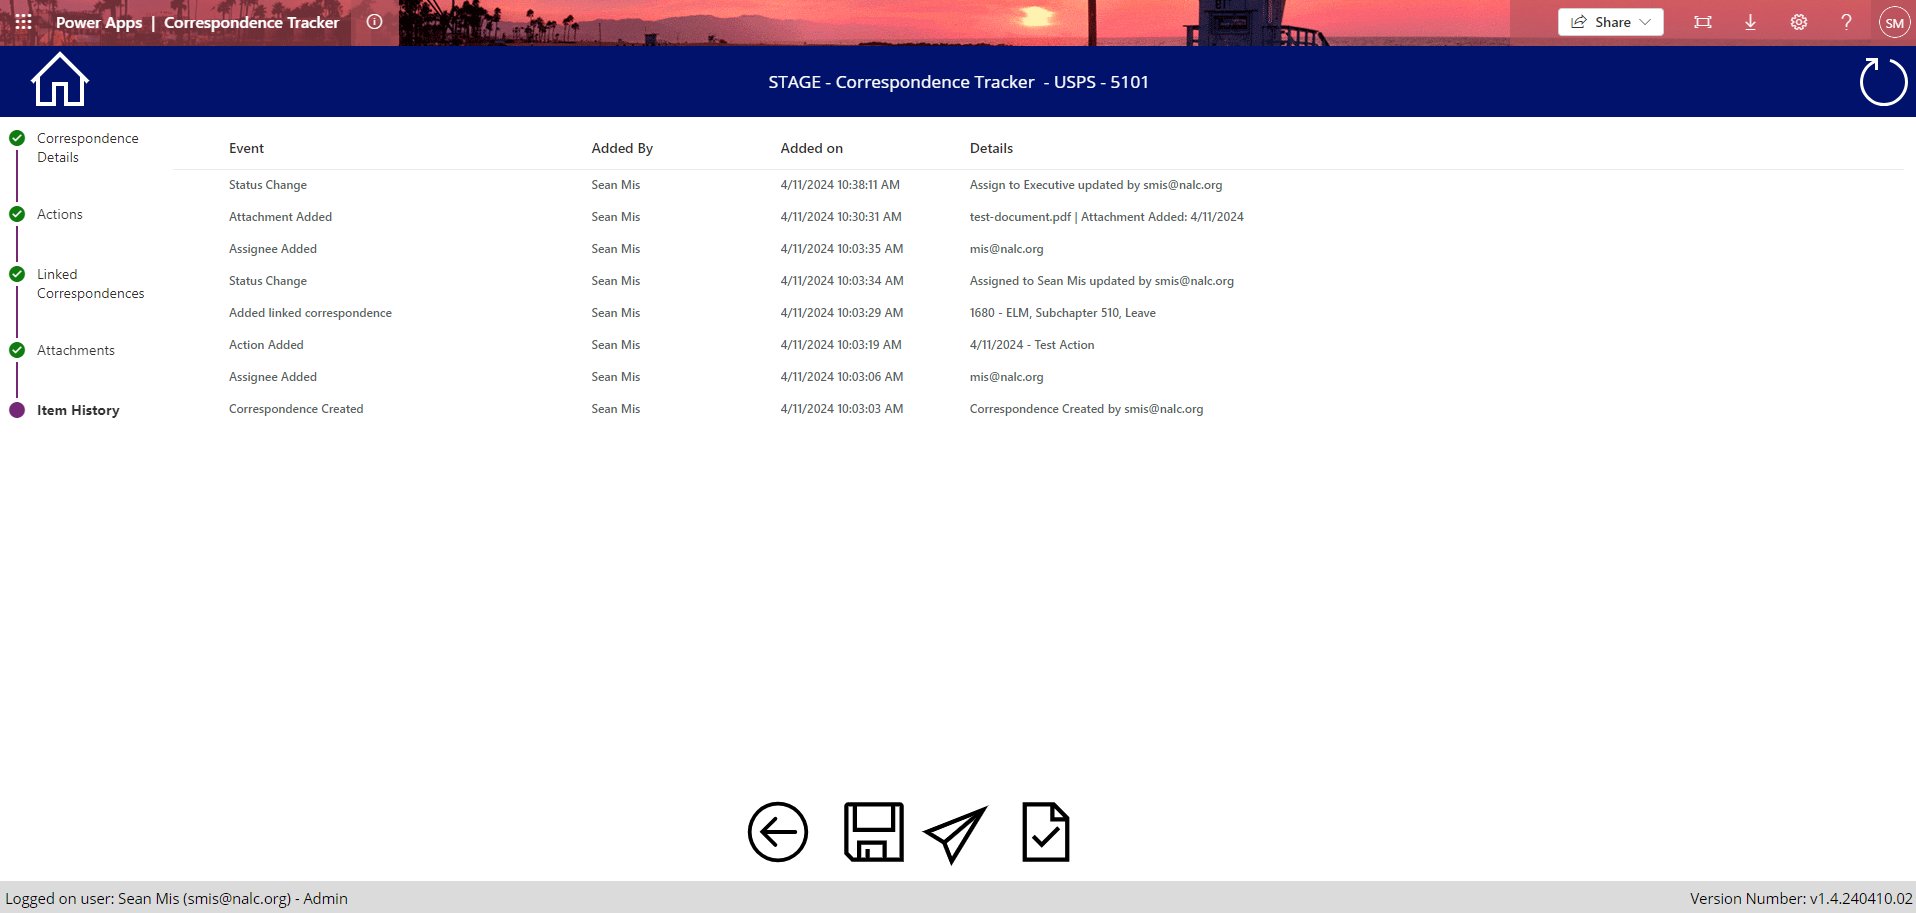 Power Apps | Correspondence Tracker
Share
SM
STAGE - Correspondence Tracker - USPS - 5101
Correspondence
Details
Actions
Linked
Correspondences
Attachments
Item History
Event Added By Added on Details
Status Change Sean Mis 4/11/2024 10:38:11 AM Assign to Executive updated by smis@nalc.org
Attachment Added Sean Mis 4/11/2024 10:30:31 AM test-document.pdf | Attachment Added: 4/11/2024
Assignee Added Sean Mis 4/11/2024 10:03:35 AM mis@nalc.org
Status Change Sean Mis 4/11/2024 10:03:34 AM Assigned to Sean Mis updated by smis@nalc.org
Added linked correspondence Sean Mis 4/11/2024 10:03:29 AM 1680 - ELM, Subchapter 510, Leave
Action Added Sean Mis 4/11/2024 10:03:19 AM 4/11/2024 - Test Action
Assignee Added Sean Mis 4/11/2024 10:03:06 AM mis@nalc.org
Correspondence Created Sean Mis 4/11/2024 10:03:03 AM Correspondence Created by smis@nalc.org
Logged on user: Sean Mis (smis@nalc.org) - Admin
Version Number: v1.4.240410.02